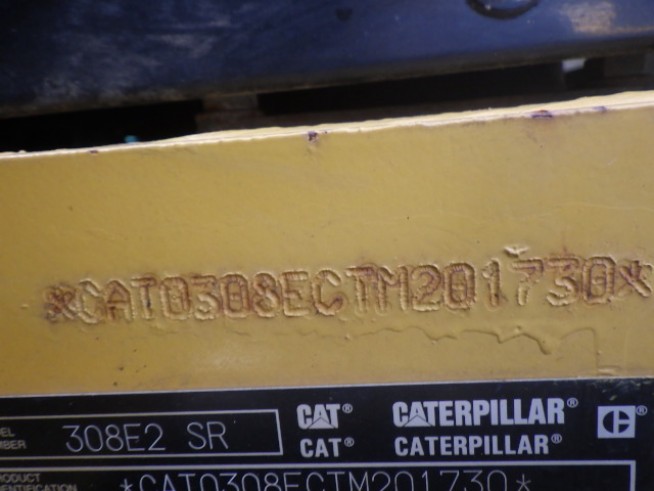 *CAT0308ECTM201730*
308E2 SR CAT® CATERPILLAR®
CAT® CATERPILLAR®
*CAT0308ECTM201730*